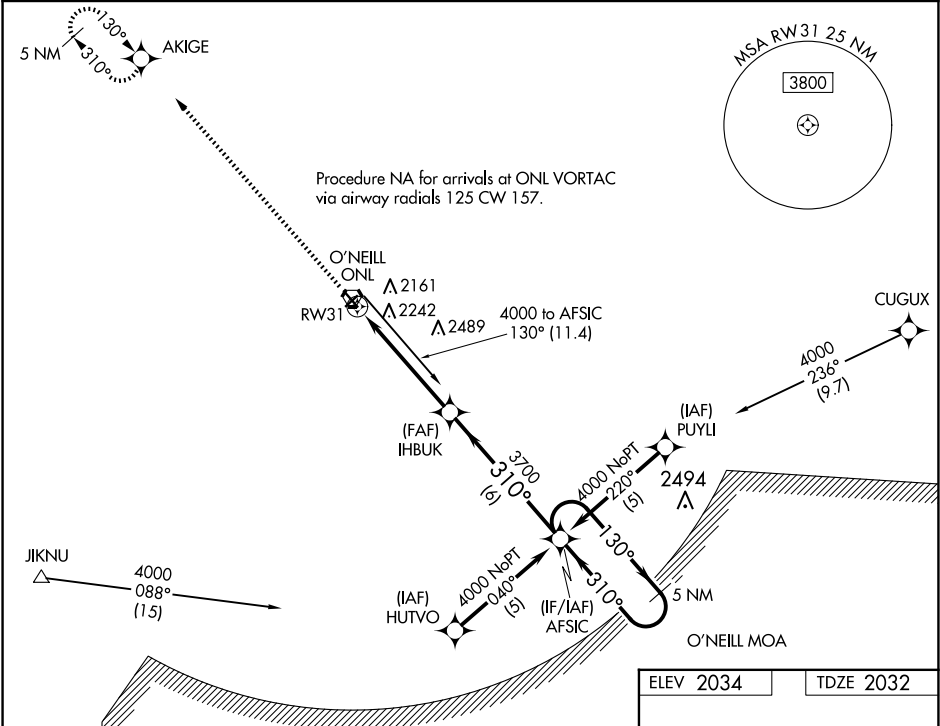 130°
310°
5 NM
AKIGE
MSA RW31 25 NM
3800
Procedure NA for arrivals at ONL VORTAC
via airway radials 125 CW 157.
O'NEILL
ONL
RW31
2161
2242
2489
4000 to AFSIC
130° (11.4)
CUGUX
4000
236°
(9.7)
(FAF)
IHBUK
(IAF)
PUYLI
3700
310°
(6)
4000 NoPT
220°
(5)
2494
130°
310°
5 NM
JIKNU
4000
088°
(15)
(IAF)
HUTVO
4000 NoPT
040°
(5)
(IF/IAF)
AFSIC
O'NEILL MOA
ELEV 2034
TDZE 2032